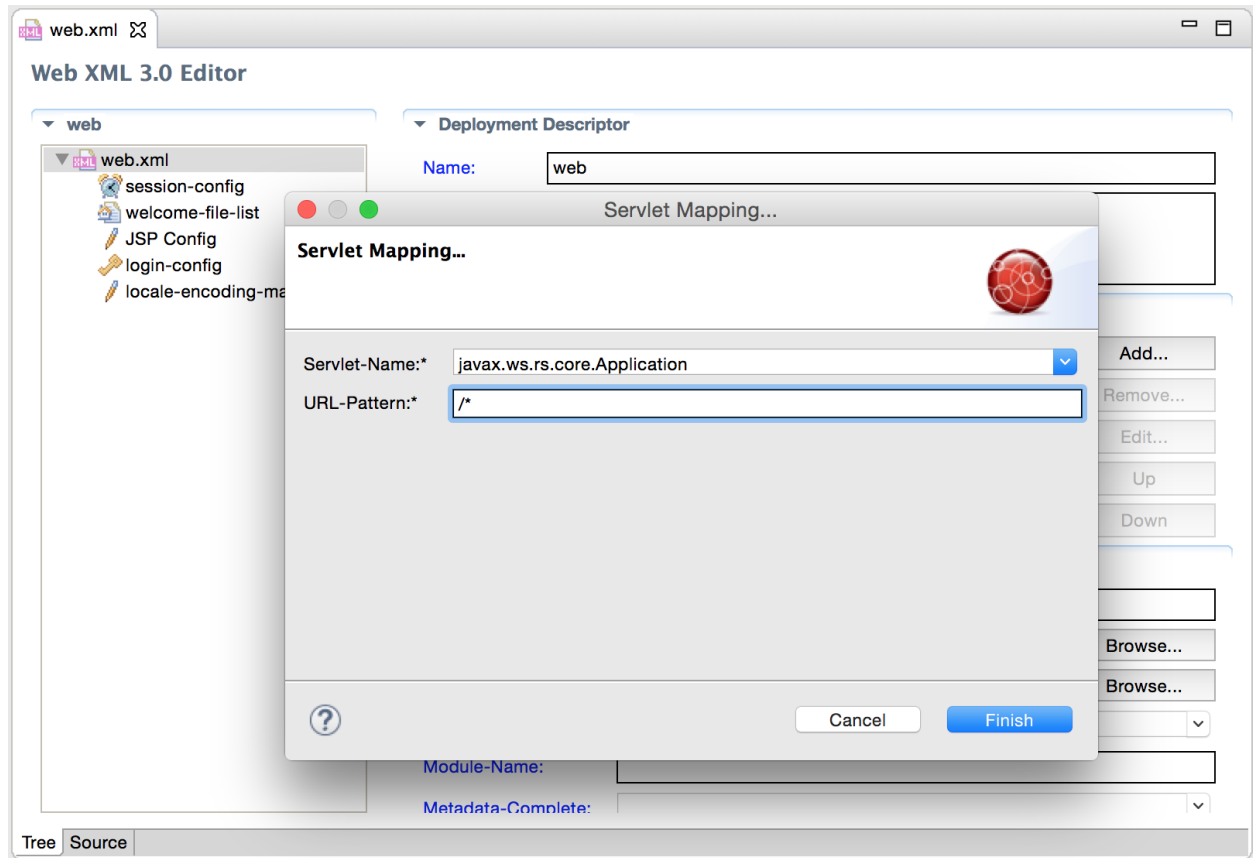 web.xml
Web XML 3.0 Editor
web
web.xml
session-config
welcome-file-list
JSP Config
login-config
locale-encoding-ma
Deployment Descriptor
Name:
web
Servlet Mapping...
Servlet Mapping...
Servlet-Name:*
javax.ws.rs.core.Application
URL-Pattern:*
/*
?
Cancel
Finish
Add...
Remove...
Edit...
Up
Down
Browse...
Browse...
Module-Name:
Metadata-Complete:
Tree
Source